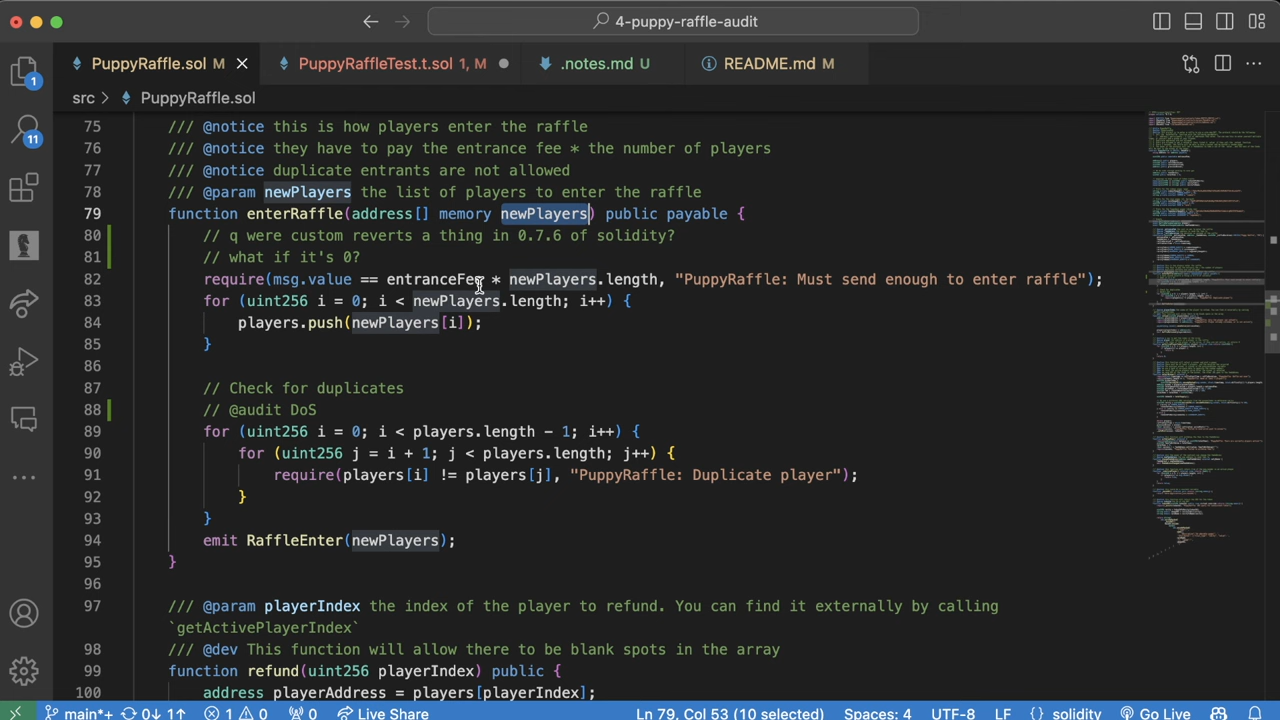 4-puppy-raffle-audit
PuppyRaffle.sol M
PuppyRaffleTest.t.sol 1, M
.notes.md U
README.md M
src > PuppyRaffle.sol
1
11
75 /// @notice this is how players enter the raffle
76 /// @notice they have to pay the entrance fee * the number of players
77 /// @notice duplicate entrants are not allowed
78 /// @param newPlayers the list of players to enter the raffle
79 function enterRaffle(address[] memory newPlayers) public payable {
80 // q were custom reverts a thing in 0.7.6 of solidity?
81 // what if it's 0?
82 require(msg.value == entranceFee * newPlayers.length, "PuppyRaffle: Must send enough to enter raffle");
83 for (uint256 i = 0; i < newPlayers.length; i++) {
84 players.push(newPlayers[i]);
85 }
86
87 // Check for duplicates
88 // @audit DOS
89 for (uint256 i = 0; i < players.length - 1; i++) {
90 for (uint256 j = i + 1; j < players.length; j++) {
91 require(players[i] != players[j], "PuppyRaffle: Duplicate player");
92 }
93 }
94 emit RaffleEnter(newPlayers);
95 }
96
97 /// @param playerIndex the index of the player to refund. You can find it externally by calling
`getActivePlayerIndex`
98 /// @dev This function will allow there to be blank spots in the array
99 function refund(uint256 playerIndex) public {
100 address playerAddress = players[playerIndex];
main*+ 0↓ 1↑ 1 0 0 Live Share Ln 79, Col 53 (10 selected) Spaces: 4 UTF-8 LF {} solidity Go Live